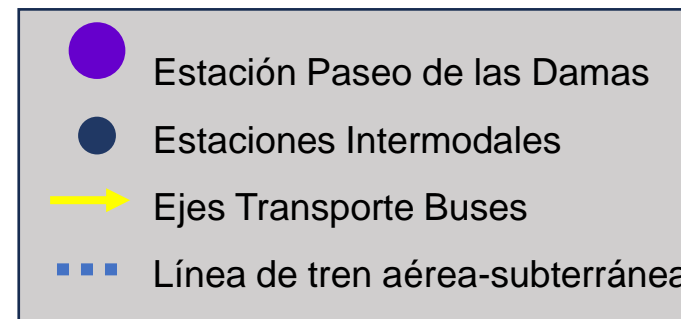 Estación Paseo de las Damas
Estaciones Intermodales
Ejes Transporte Buses
Línea de tren aérea-subterránea